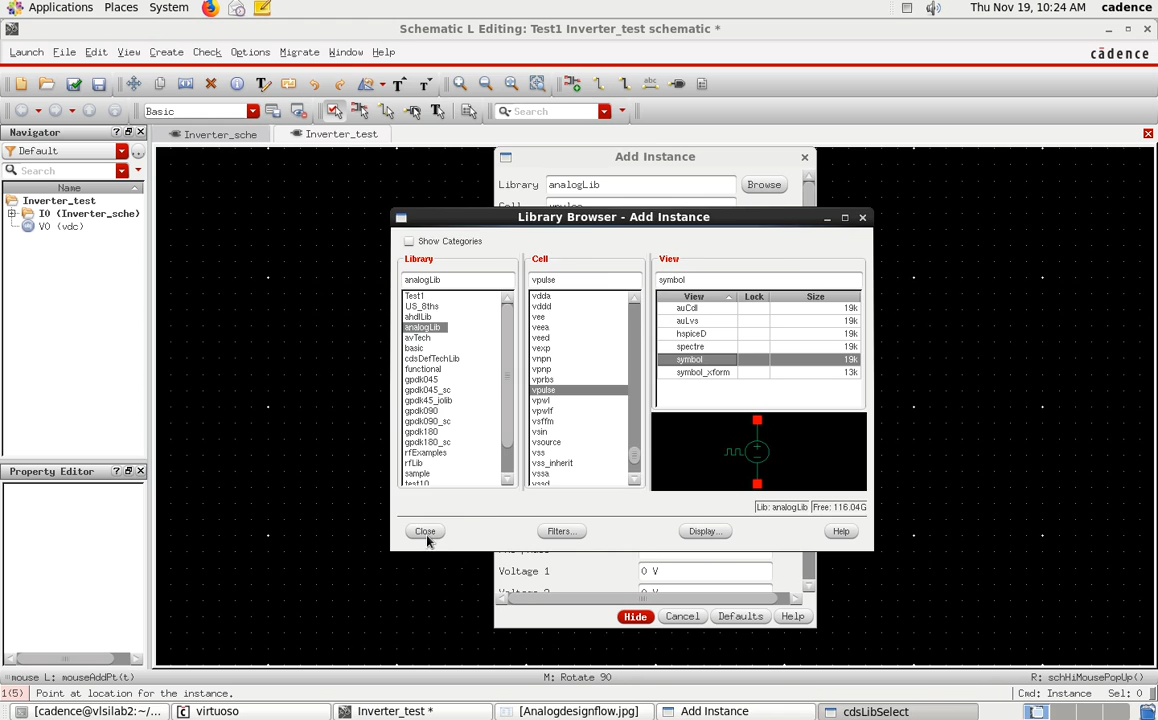 Applications Places System Thu Nov 19, 10:24 AM cadence
Schematic L Editing: Test1 Inverter_test schematic *
Launch File Edit View Create Check Options Migrate Window Help cādence
Basic Search
Navigator Inverter_sche Inverter_test
Default
Search
Name
Inverter_test
I0 (Inverter_sche)
V0 (vdc)
Property Editor
Add Instance
Library analogLib Browse
Library Browser - Add Instance
Show Categories
Library Cell View
analogLib vpulse symbol
Test1
US_8ths
ahdlLib
analogLib
avTech
basic
cdsDefTechLib
functional
gpdk045
gpdk045_sc
gpdk45_iolib
gpdk090
gpdk090_sc
gpdk180
gpdk180_sc
rfExamples
rfLib
sample
test10
vdda
vddd
vee
veea
veed
vexp
vnpn
vpnp
vprbs
vpulse
vpwl
vpwlf
vsffm
vsin
vsource
vss
vss_inherit
vssa
vssd
View Lock Size
auCdl 19k
auLvs 19k
hspiceD 19k
spectre 19k
symbol 19k
symbol_xform 13k
Lib: analogLib Free: 116.04G
Close Filters... Display... Help
Voltage 1 0 V
Hide Cancel Defaults Help
mouse L: mouseAddPt(t) M: Rotate 90 R: schHiMousePopUp()
1(5) Point at location for the instance. Cmd: Instance Sel: 0
[cadence@vlsilab2:~/... virtuoso Inverter_test * [Analogdesignflow.jpg] Add Instance cdsLibSelect